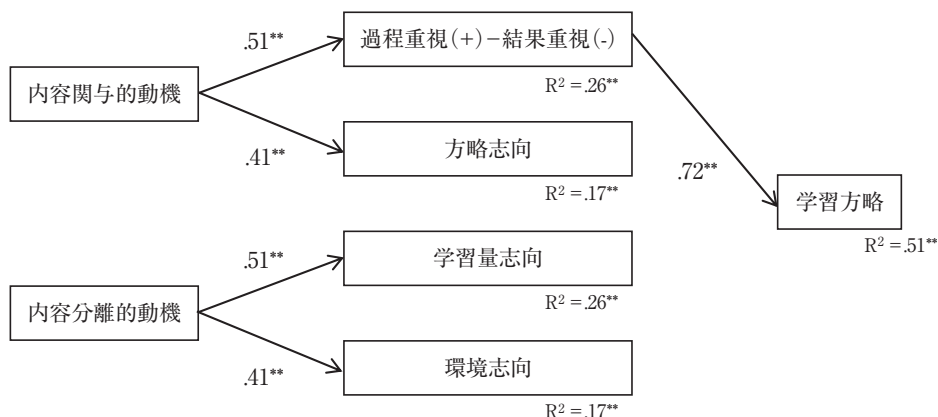 .51**
過程重視(+)−結果重視(-)
R² =.26**
内容関与的動機
.41**
方略志向
R² =.17**
.72**
学習方略
R² =.51**
.51**
学習量志向
R² =.26**
内容分離的動機
.41**
環境志向
R² =.17**